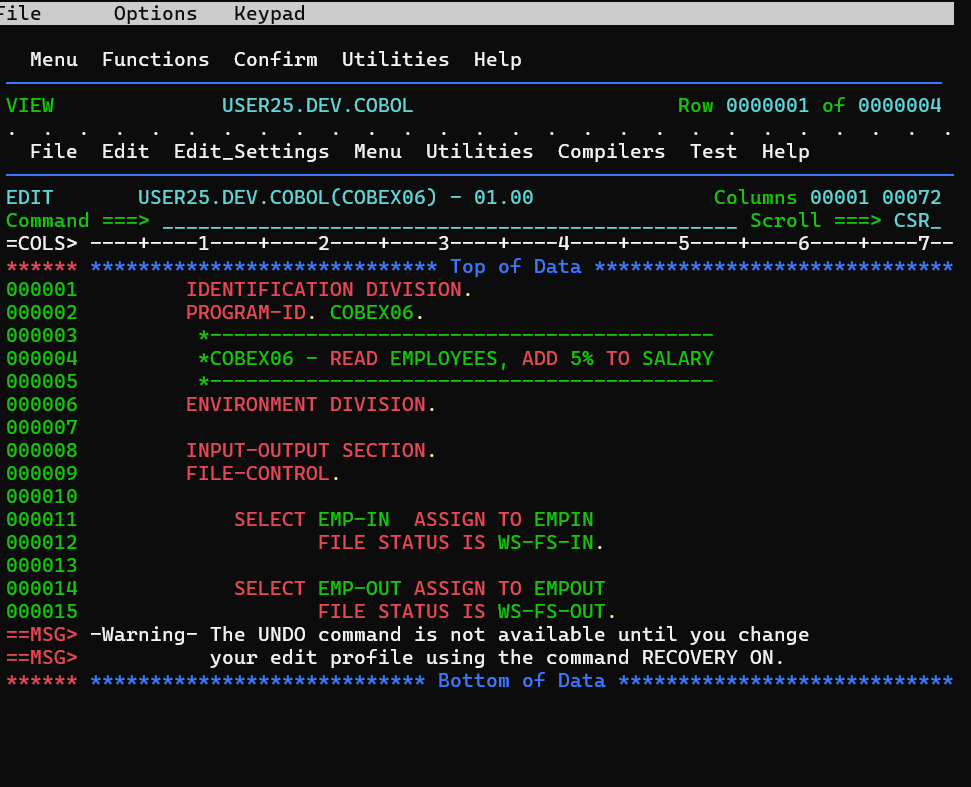 File      Options   Keypad
Menu  Functions  Confirm  Utilities  Help
VIEW              USER25.DEV.COBOL                      Row 0000001 of 0000004
. . . . . . . . . . . . . . . . . . . . . . . . . . .
File  Edit  Edit_Settings  Menu  Utilities  Compilers  Test  Help
EDIT       USER25.DEV.COBOL(COBEX06) - 01.00               Columns 00001 00072
Command ===> ________________________________________________ Scroll ===> CSR_
=COLS> ----+----1----+----2----+----3----+----4----+----5----+----6----+----7--
****** ***************************** Top of Data ******************************
000001         IDENTIFICATION DIVISION.
000002         PROGRAM-ID. COBEX06.
000003          *------------------------------------------
000004          *COBEX06 - READ EMPLOYEES, ADD 5% TO SALARY
000005          *------------------------------------------
000006         ENVIRONMENT DIVISION.
000007
000008         INPUT-OUTPUT SECTION.
000009         FILE-CONTROL.
000010
000011             SELECT EMP-IN  ASSIGN TO EMPIN
000012                    FILE STATUS IS WS-FS-IN.
000013
000014             SELECT EMP-OUT ASSIGN TO EMPOUT
000015                    FILE STATUS IS WS-FS-OUT.
==MSG> -Warning- The UNDO command is not available until you change
==MSG>           your edit profile using the command RECOVERY ON.
****** **************************** Bottom of Data ****************************